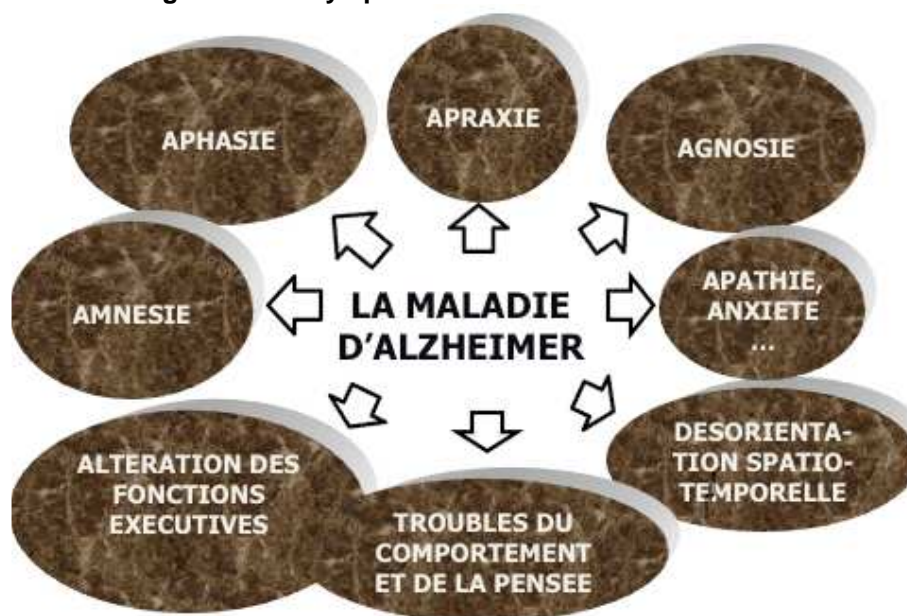 APHASIE
APRAXIE
AGNOSIE
AMNESIE
LA MALADIE
D'ALZHEIMER
APATHIE,
ANXIETE
...
ALTERATION DES
FONCTIONS
EXECUTIVES
TROUBLES DU
COMPORTEMENT
ET DE LA PENSEE
DESORIENTA-
TION SPATIO-
TEMPORELLE